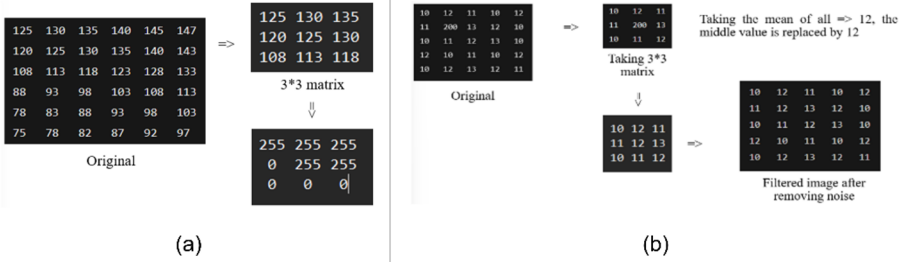 125 130 135 140 145 147
120 125 130 135 140 143
108 113 118 123 128 133
88 93 98 103 108 113
78 83 88 93 98 103
75 78 82 87 92 97
Original
=>
125 130 135
120 125 130
108 113 118
3*3 matrix
=>
255 255 255
0 255 255
0 0 0
(a)
10 12 11 10 12
11 200 13 12 10
10 11 12 13 10
12 10 11 10 12
10 12 13 12 11
Original
=>
10 12 11
11 200 13
10 11 12
Taking 3*3
matrix
Taking the mean of all => 12, the
middle value is replaced by 12
=>
10 12 11
11 12 13
10 11 12
=>
10 12 11 10 12
11 12 13 12 10
10 11 12 13 10
12 10 11 10 12
10 12 13 12 11
Filtered image after
removing noise
(b)